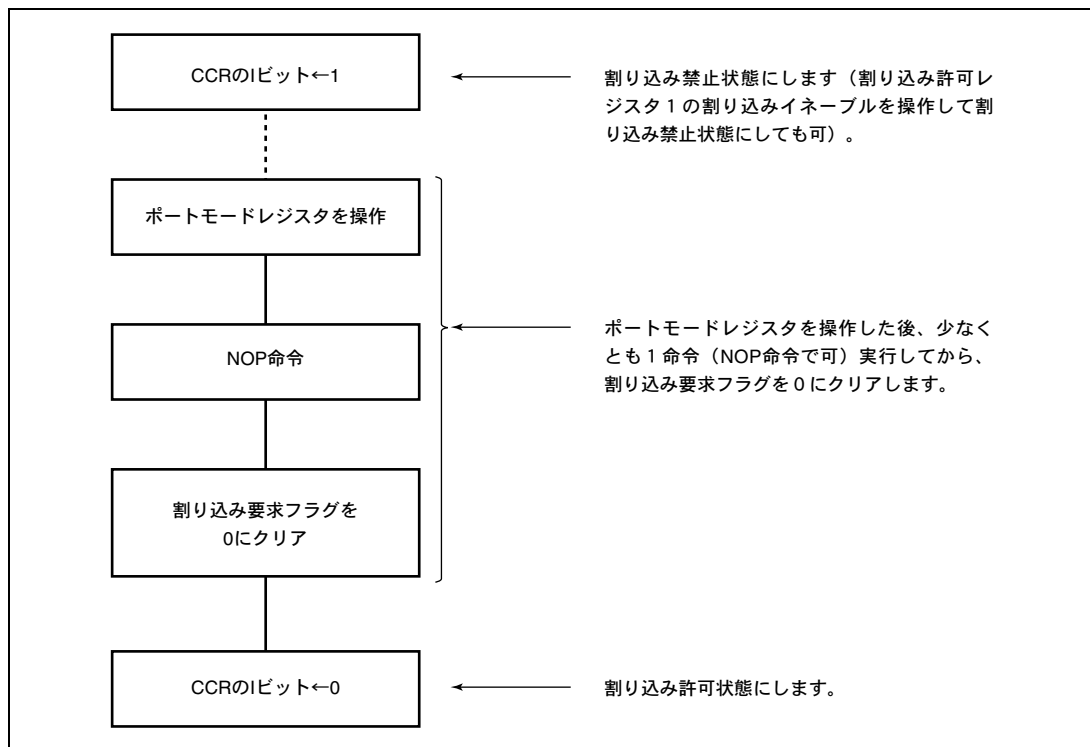 CCRのIビット←1
割り込み禁止状態にします（割り込み許可レ
ジスタ１の割り込みイネーブルを操作して割
り込み禁止状態にしても可）。
ポートモードレジスタを操作
NOP命令
ポートモードレジスタを操作した後、少なく
とも１命令（NOP命令で可）実行してから、
割り込み要求フラグを０にクリアします。
割り込み要求フラグを
0にクリア
CCRのIビット←0
割り込み許可状態にします。